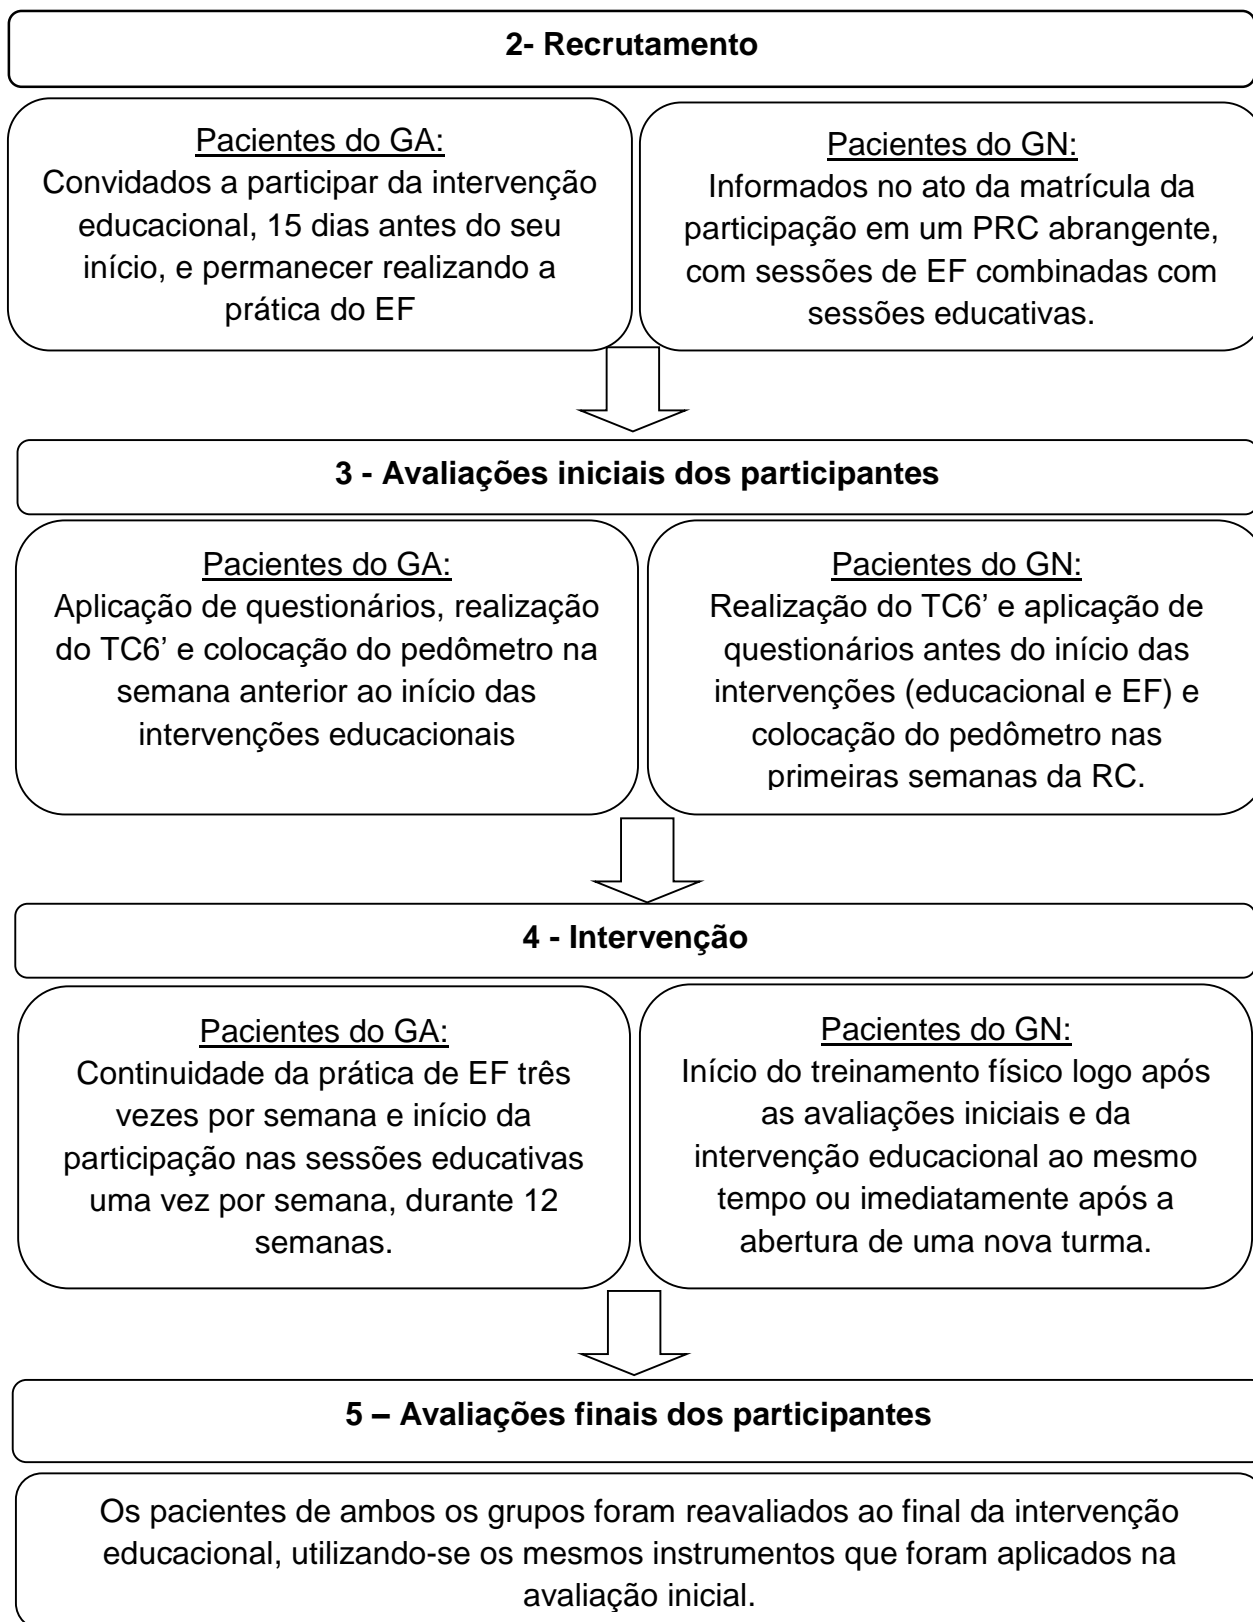 2- Recrutamento
Pacientes do GA:
Convidados a participar da intervenção
educacional, 15 dias antes do seu
início, e permanecer realizando a
prática do EF
Pacientes do GN:
Informados no ato da matrícula da
participação em um PRC abrangente,
com sessões de EF combinadas com
sessões educativas.
3 - Avaliações iniciais dos participantes
Pacientes do GA:
Aplicação de questionários, realização
do TC6’ e colocação do pedômetro na
semana anterior ao início das
intervenções educacionais
Pacientes do GN:
Realização do TC6’ e aplicação de
questionários antes do início das
intervenções (educacional e EF) e
colocação do pedômetro nas
primeiras semanas da RC.
4 - Intervenção
Pacientes do GA:
Continuidade da prática de EF três
vezes por semana e início da
participação nas sessões educativas
uma vez por semana, durante 12
semanas.
Pacientes do GN:
Início do treinamento físico logo após
as avaliações iniciais e da
intervenção educacional ao mesmo
tempo ou imediatamente após a
abertura de uma nova turma.
5 – Avaliações finais dos participantes
Os pacientes de ambos os grupos foram reavaliados ao final da intervenção
educacional, utilizando-se os mesmos instrumentos que foram aplicados na
avaliação inicial.